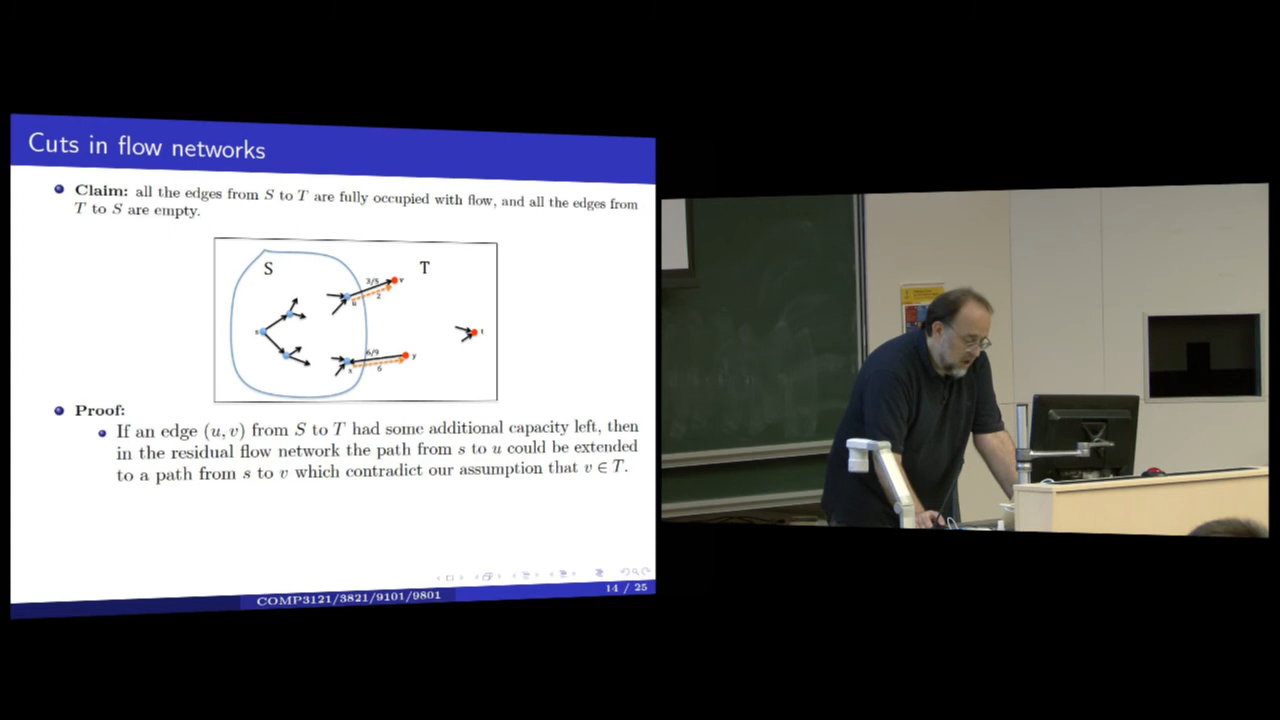 Cuts in flow networks
Claim: all the edges from S to T are fully occupied with flow, and all the edges from
T to S are empty.
S
T
3/5
v
u
2
s
t
6/9
y
x
6
Proof:
If an edge (u, v) from S to T had some additional capacity left, then
in the residual flow network the path from s to u could be extended
to a path from s to v which contradict our assumption that v ∈ T.
COMP3121/3821/9101/9801
14 / 25